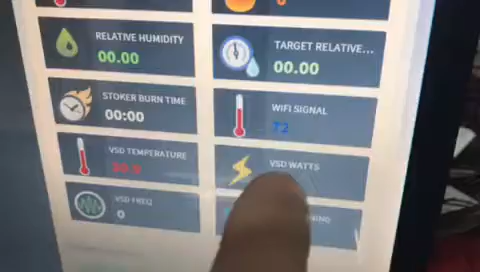 RELATIVE HUMIDITY
00.00
TARGET RELATIVE...
00.00
STOKER BURN TIME
00:00
WIFI SIGNAL
72
VSD TEMPERATURE
VSD WATTS
VSD FREQ
0